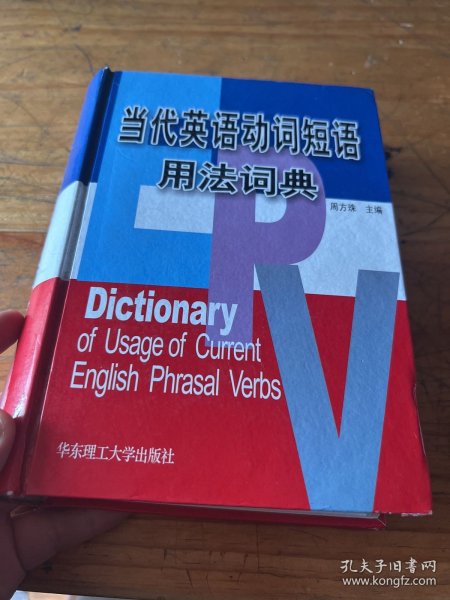 当代英语动词短语
用法词典
周方珠 主编
EPV
Dictionary
of Usage of Current
English Phrasal Verbs
华东理工大学出版社
孔夫子旧书网
www.kongfz.com